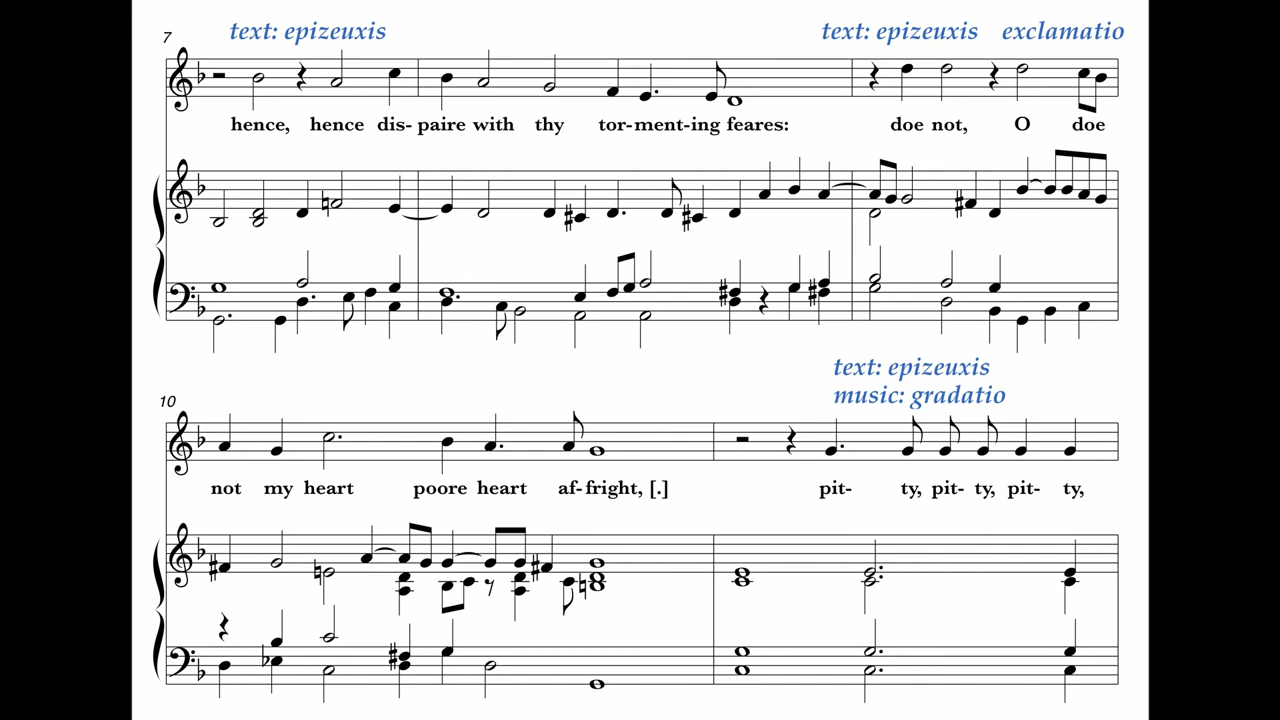 text: epizeuxis text: epizeuxis exclamatio
7
hence, hence dis- paire with thy tor-ment-ing feares: doe not, O doe
text: epizeuxis
music: gradatio
10
not my heart poore heart af-fright, [.] pit- ty, pit- ty, pit- ty,